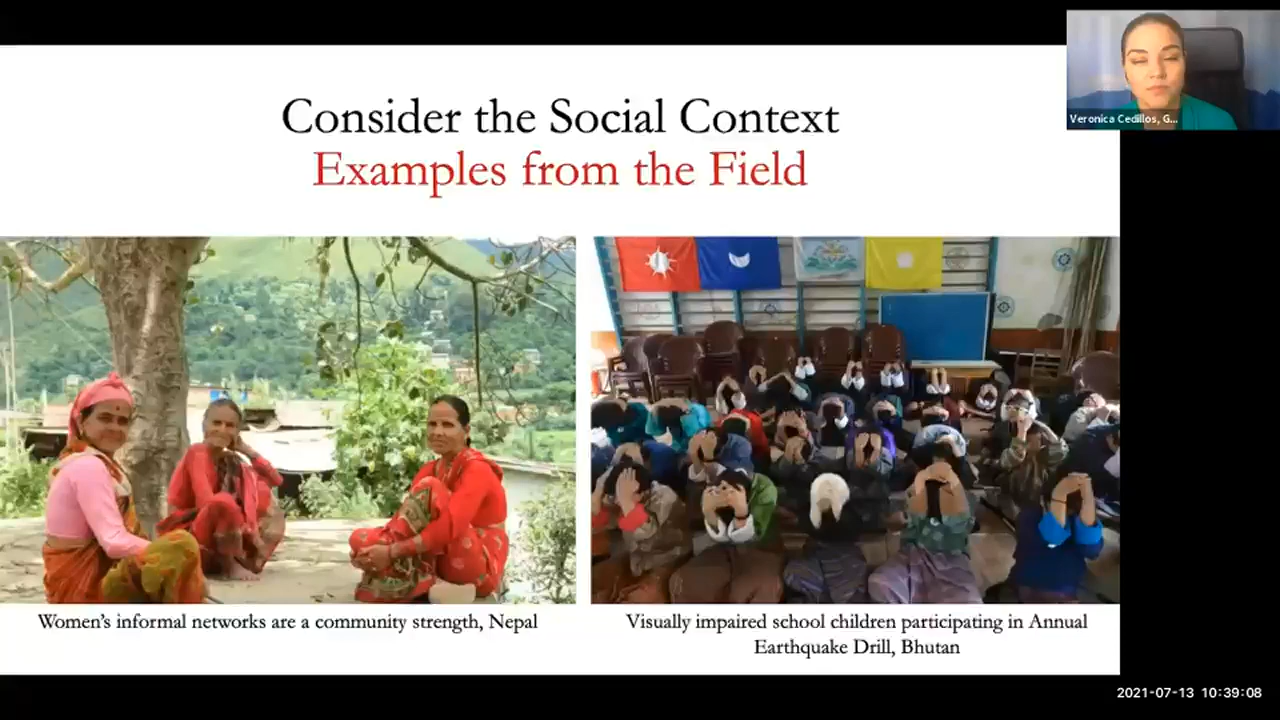 Veronica Cedillos, G...
Consider the Social Context
Examples from the Field
Women's informal networks are a community strength, Nepal
Visually impaired school children participating in Annual
Earthquake Drill, Bhutan
2021-07-13 10:39:08